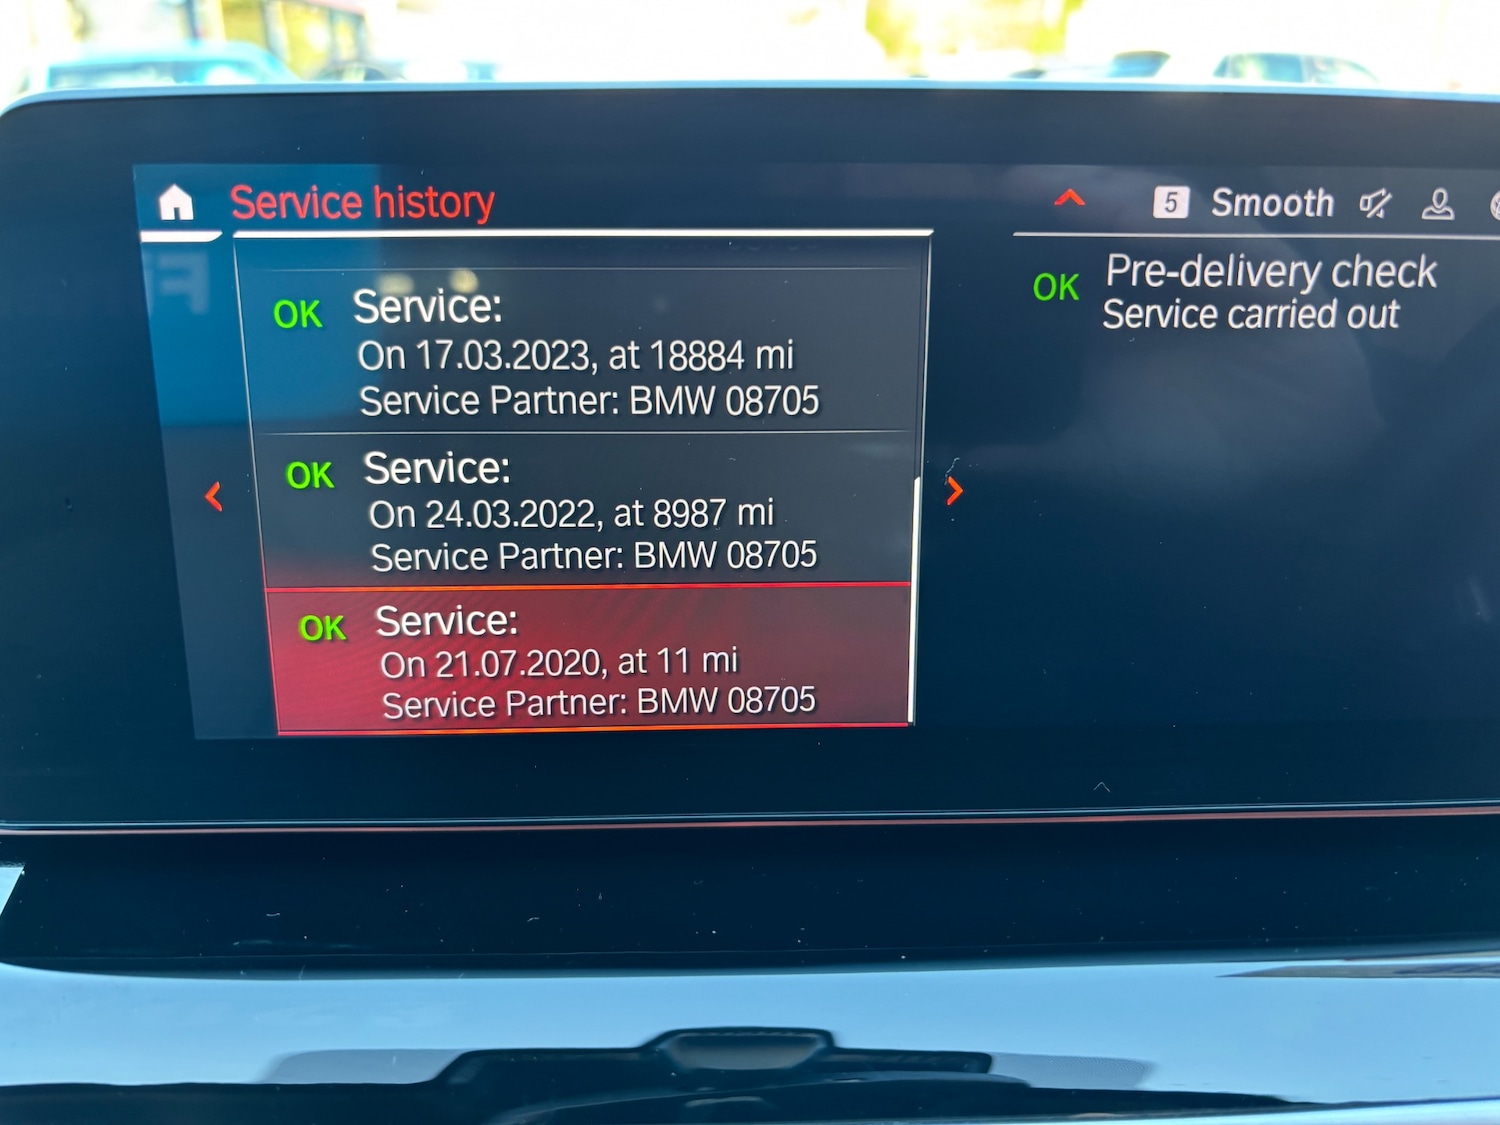 Service history
5 Smooth
OK Service:
On 17.03.2023, at 18884 mi
Service Partner: BMW 08705
OK Service:
On 24.03.2022, at 8987 mi
Service Partner: BMW 08705
OK Service:
On 21.07.2020, at 11 mi
Service Partner: BMW 08705
OK Pre-delivery check
Service carried out